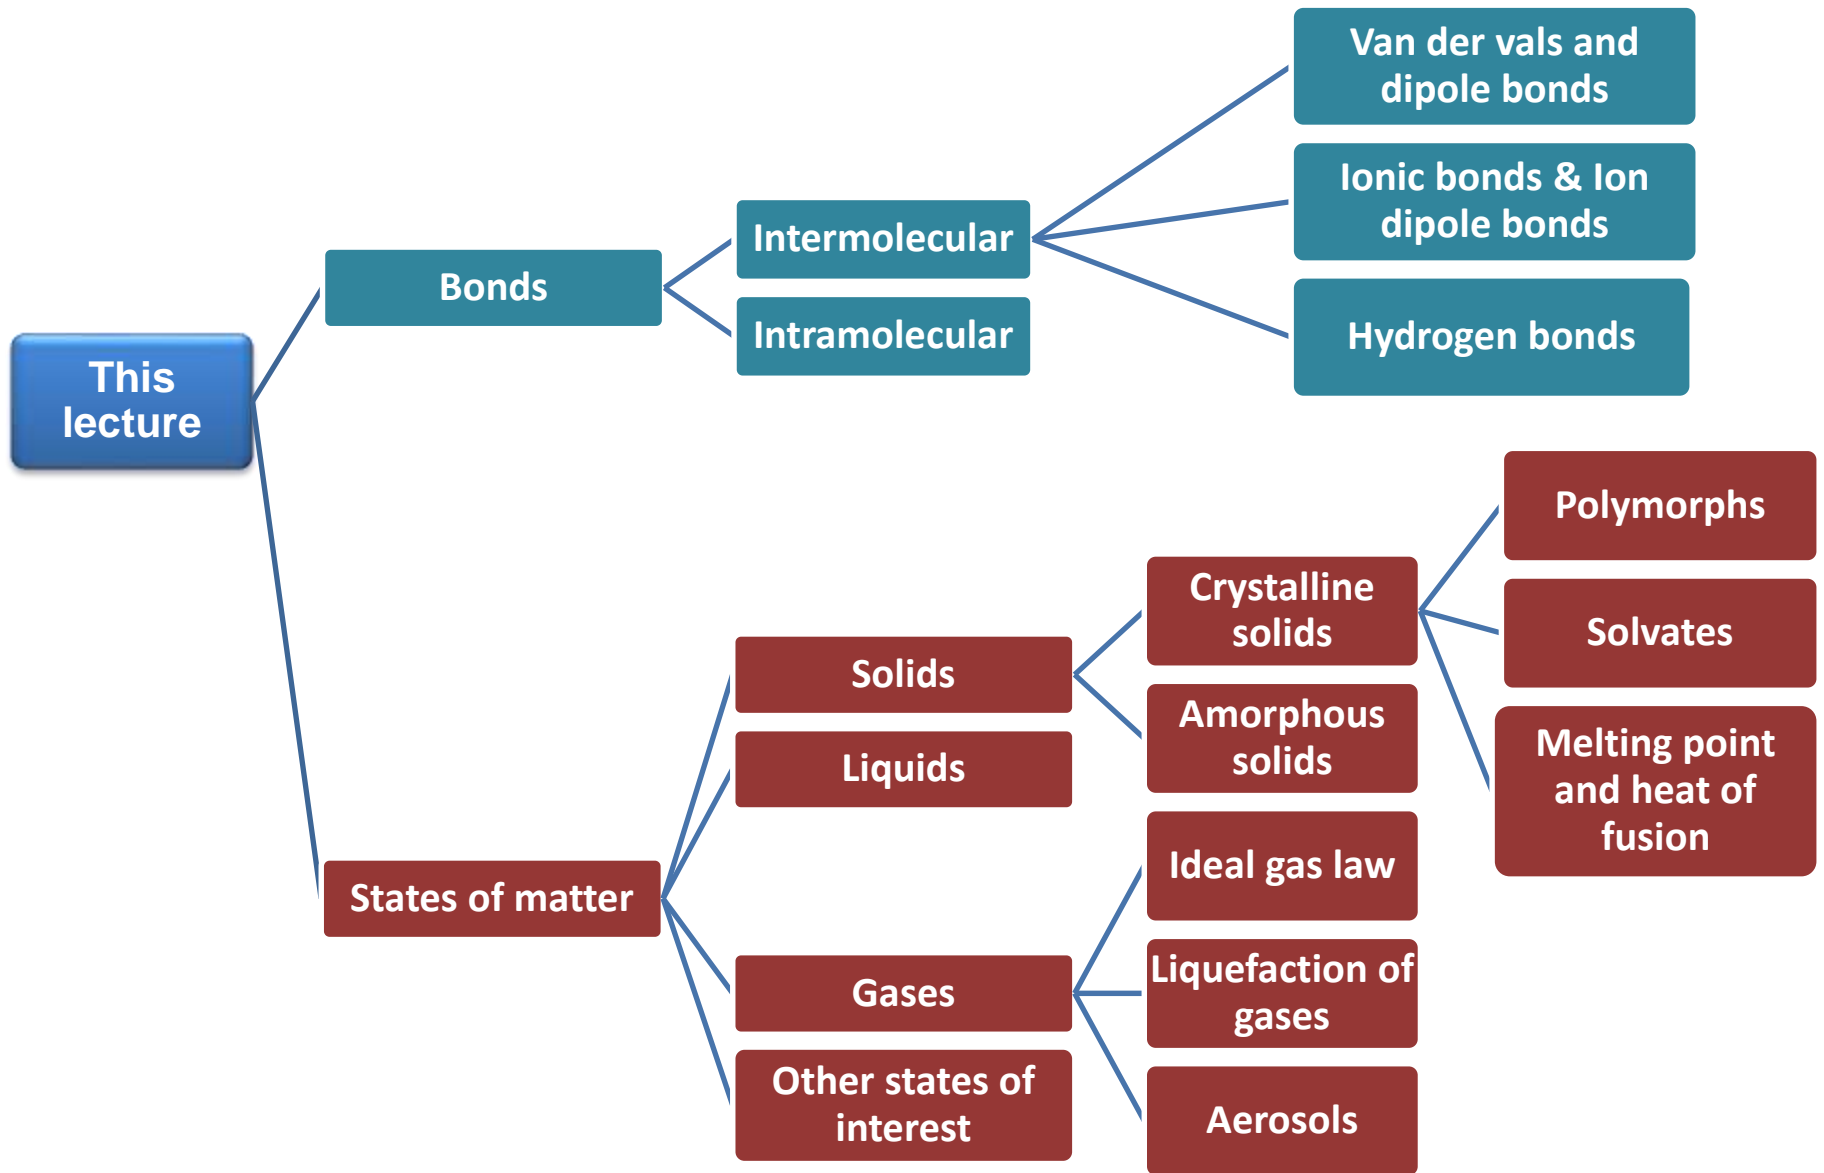 This
lecture
Bonds
Intermolecular
Intramolecular
Van der vals and
dipole bonds
Ionic bonds & Ion
dipole bonds
Hydrogen bonds
States of matter
Solids
Liquids
Gases
Other states of
interest
Crystalline
solids
Amorphous
solids
Ideal gas law
Liquefaction of
gases
Aerosols
Polymorphs
Solvates
Melting point
and heat of
fusion